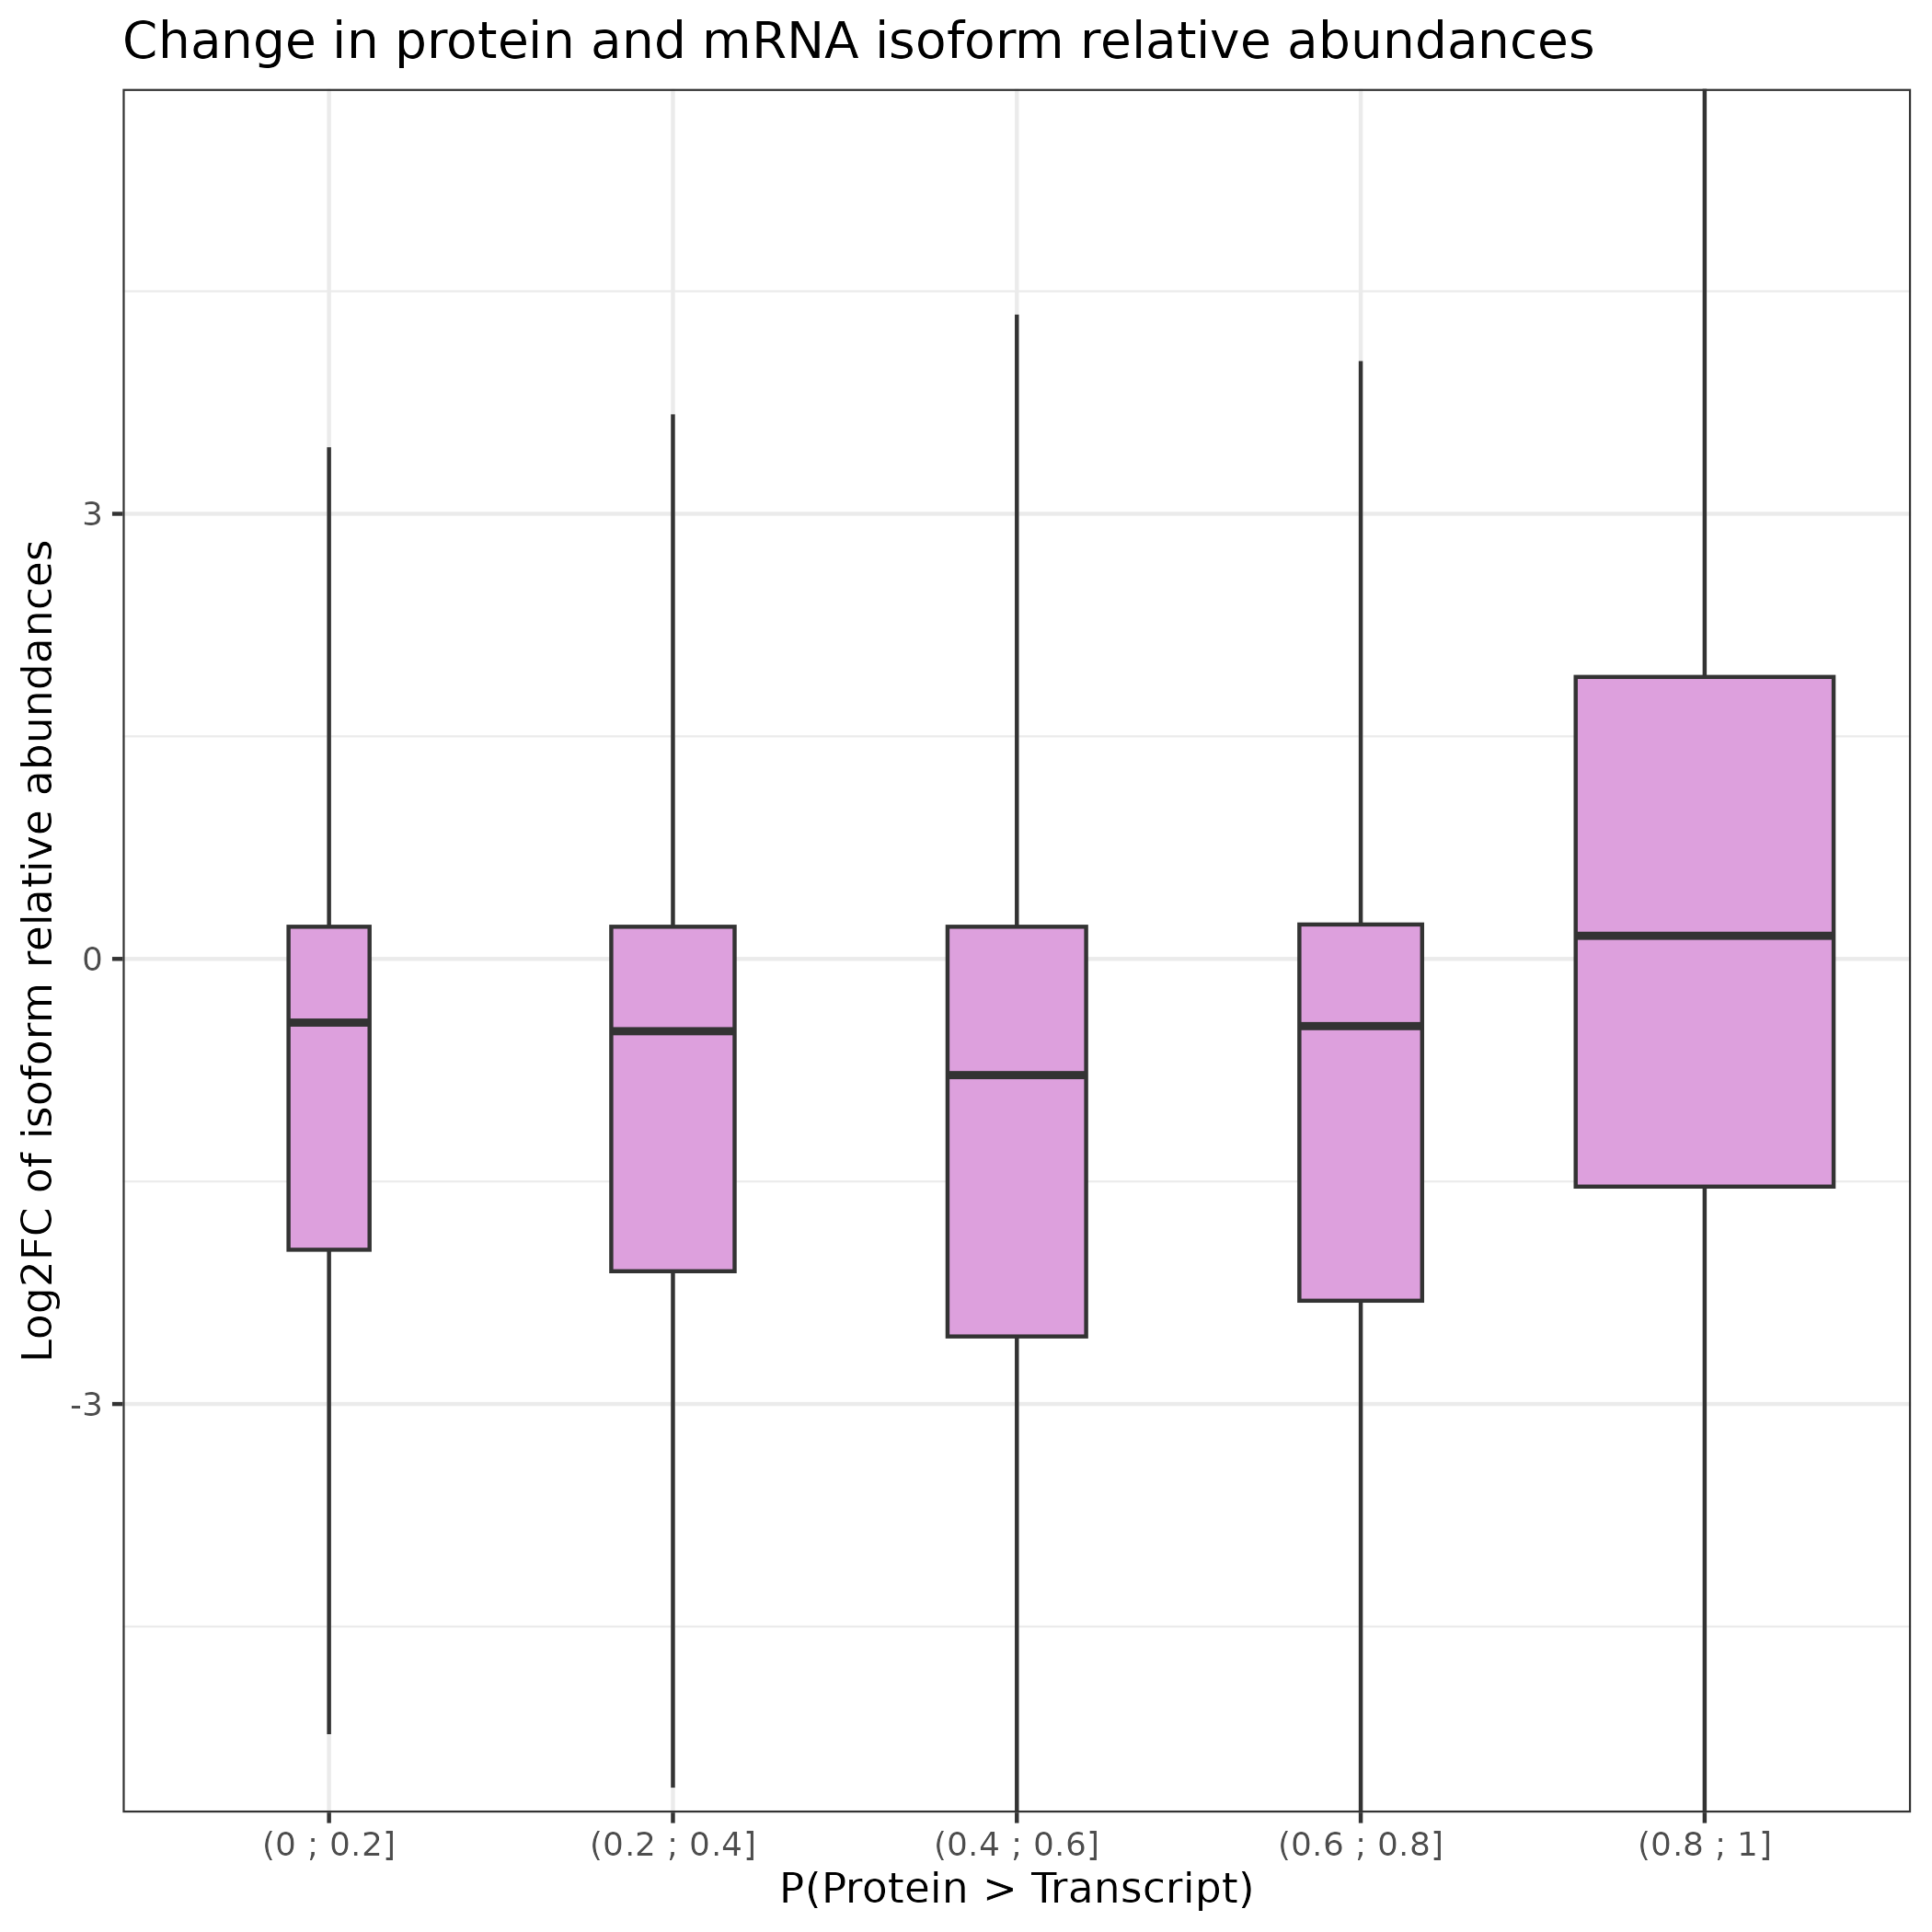 Change in protein and mRNA isoform relative abundances
Log2FC of isoform relative abundances
3
0
-3
(0 ; 0.2]
(0.2 ; 0.4]
(0.4 ; 0.6]
(0.6 ; 0.8]
(0.8 ; 1]
P(Protein > Transcript)